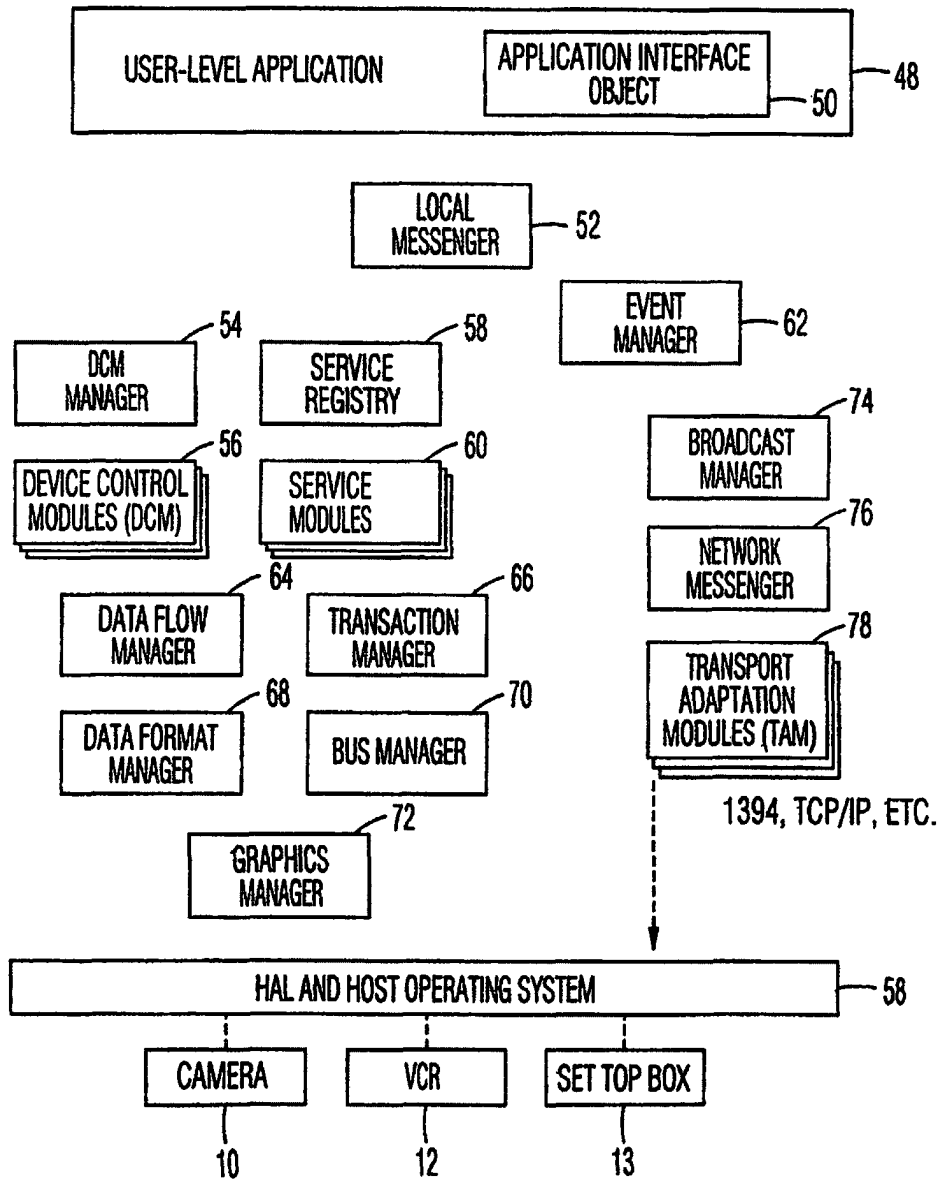 USER-LEVEL APPLICATION
APPLICATION INTERFACE
OBJECT
50
48
LOCAL
MESSENGER
52
EVENT
MANAGER
62
54
DCM
MANAGER
58
SERVICE
REGISTRY
74
BROADCAST
MANAGER
56
DEVICE CONTROL
MODULES (DCM)
60
SERVICE
MODULES
76
NETWORK
MESSENGER
64
DATA FLOW
MANAGER
66
TRANSACTION
MANAGER
78
TRANSPORT
ADAPTATION
MODULES (TAM)
68
DATA FORMAT
MANAGER
70
BUS MANAGER
1394, TCP/IP, ETC.
72
GRAPHICS
MANAGER
HAL AND HOST OPERATING SYSTEM
58
CAMERA
VCR
SET TOP BOX
10
12
13